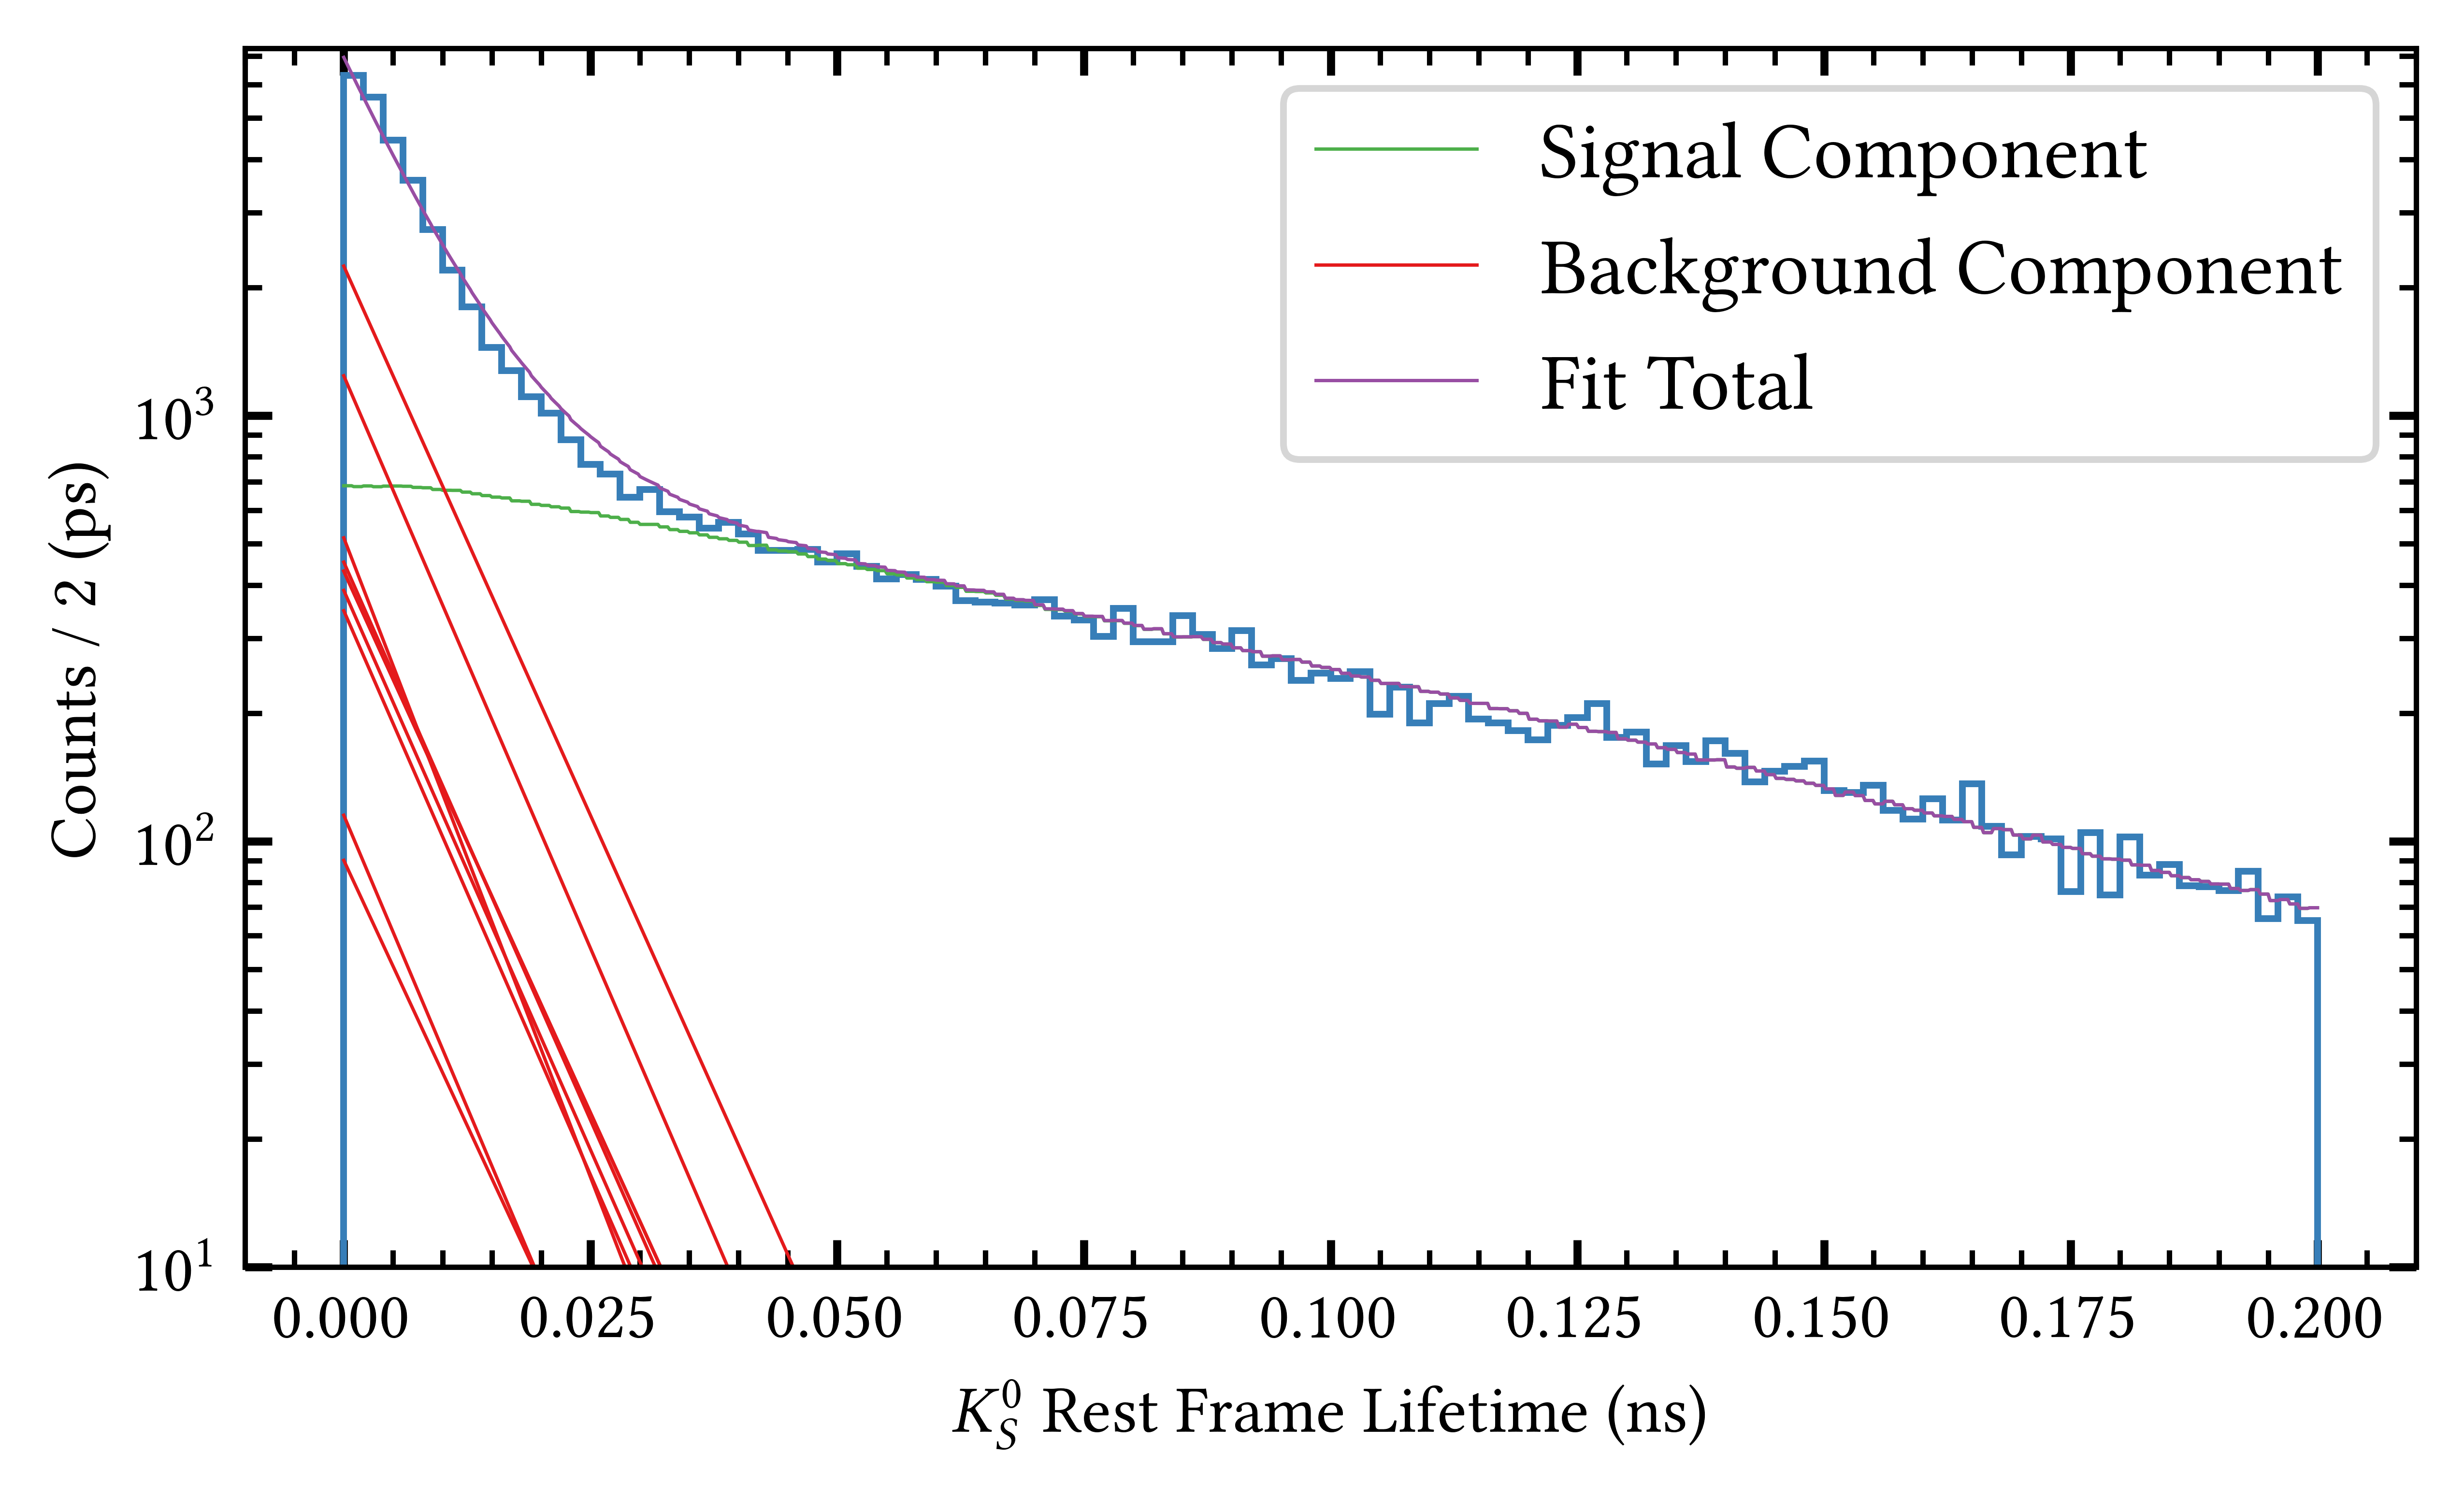 Signal Component
Background Component
Fit Total
10³
10²
10¹
Counts / 2 (ps)
0.000 0.025 0.050 0.075 0.100 0.125 0.150 0.175 0.200
K⁰_S Rest Frame Lifetime (ns)